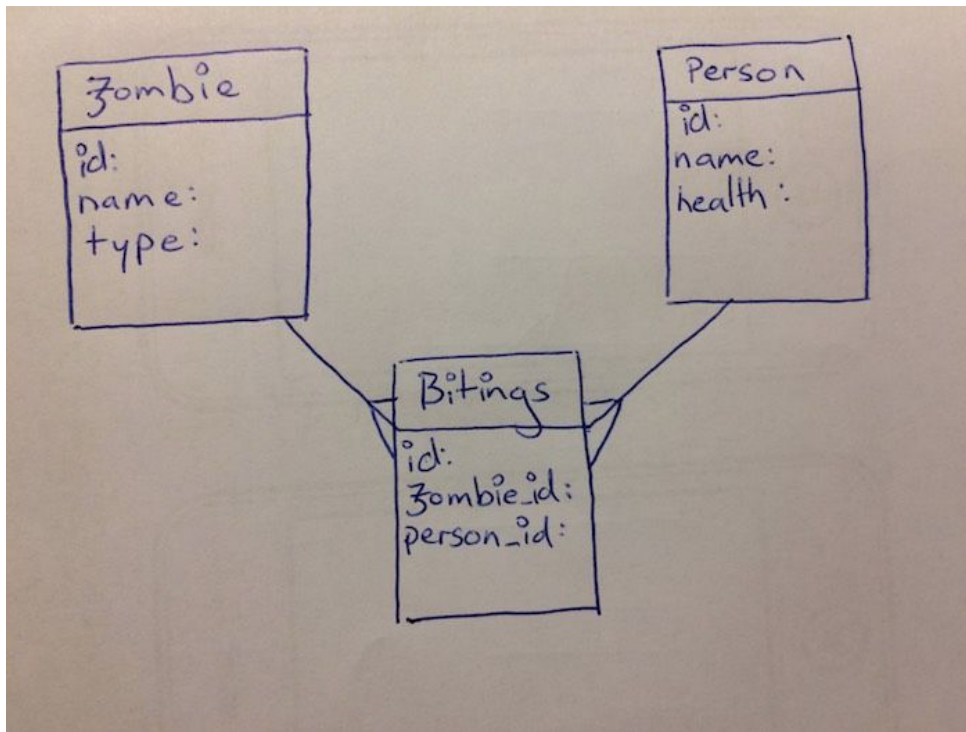 Zombie
id:
name:
type:
Person
id:
name:
health:
Bitings
id:
zombie_id:
person_id: